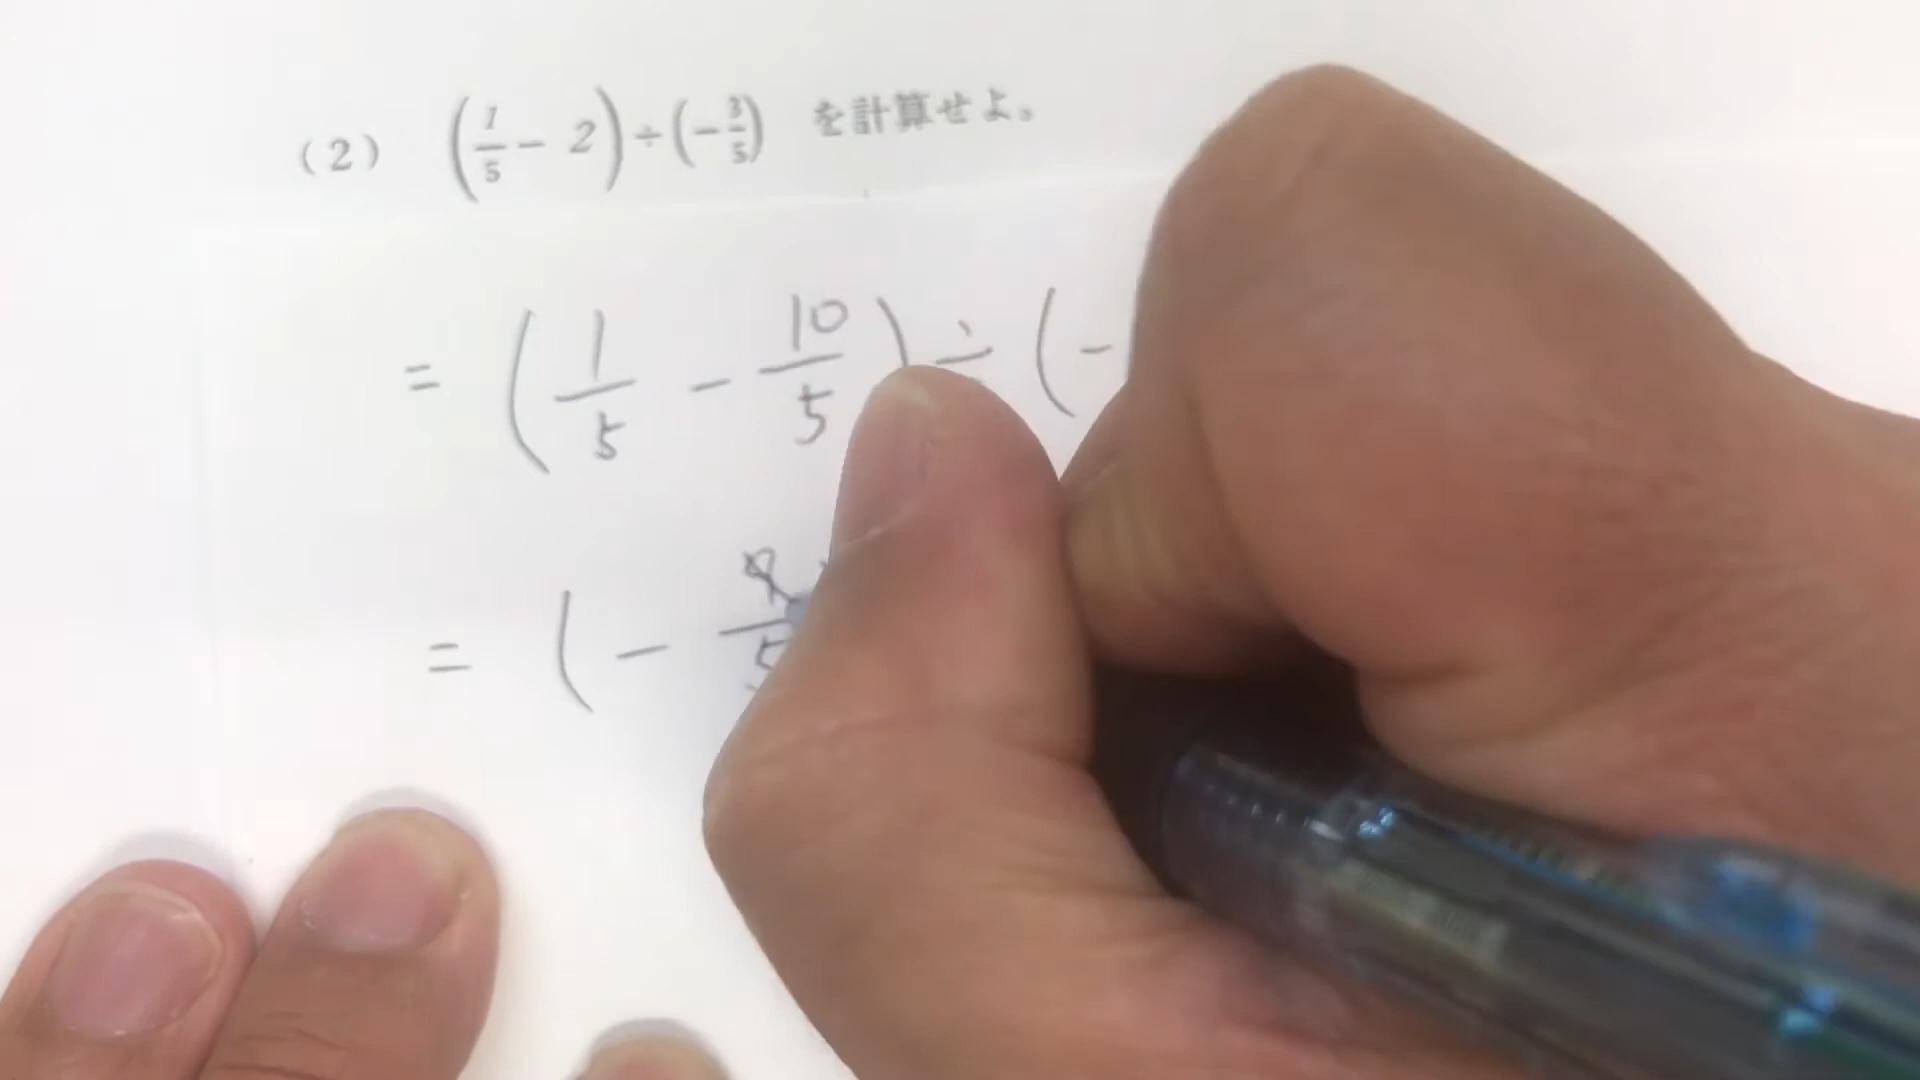 (2) (1/5 - 2) ÷ (-3/5) を計算せよ。
= (1/5 - 10/5) ÷ (-
= (- 9/5